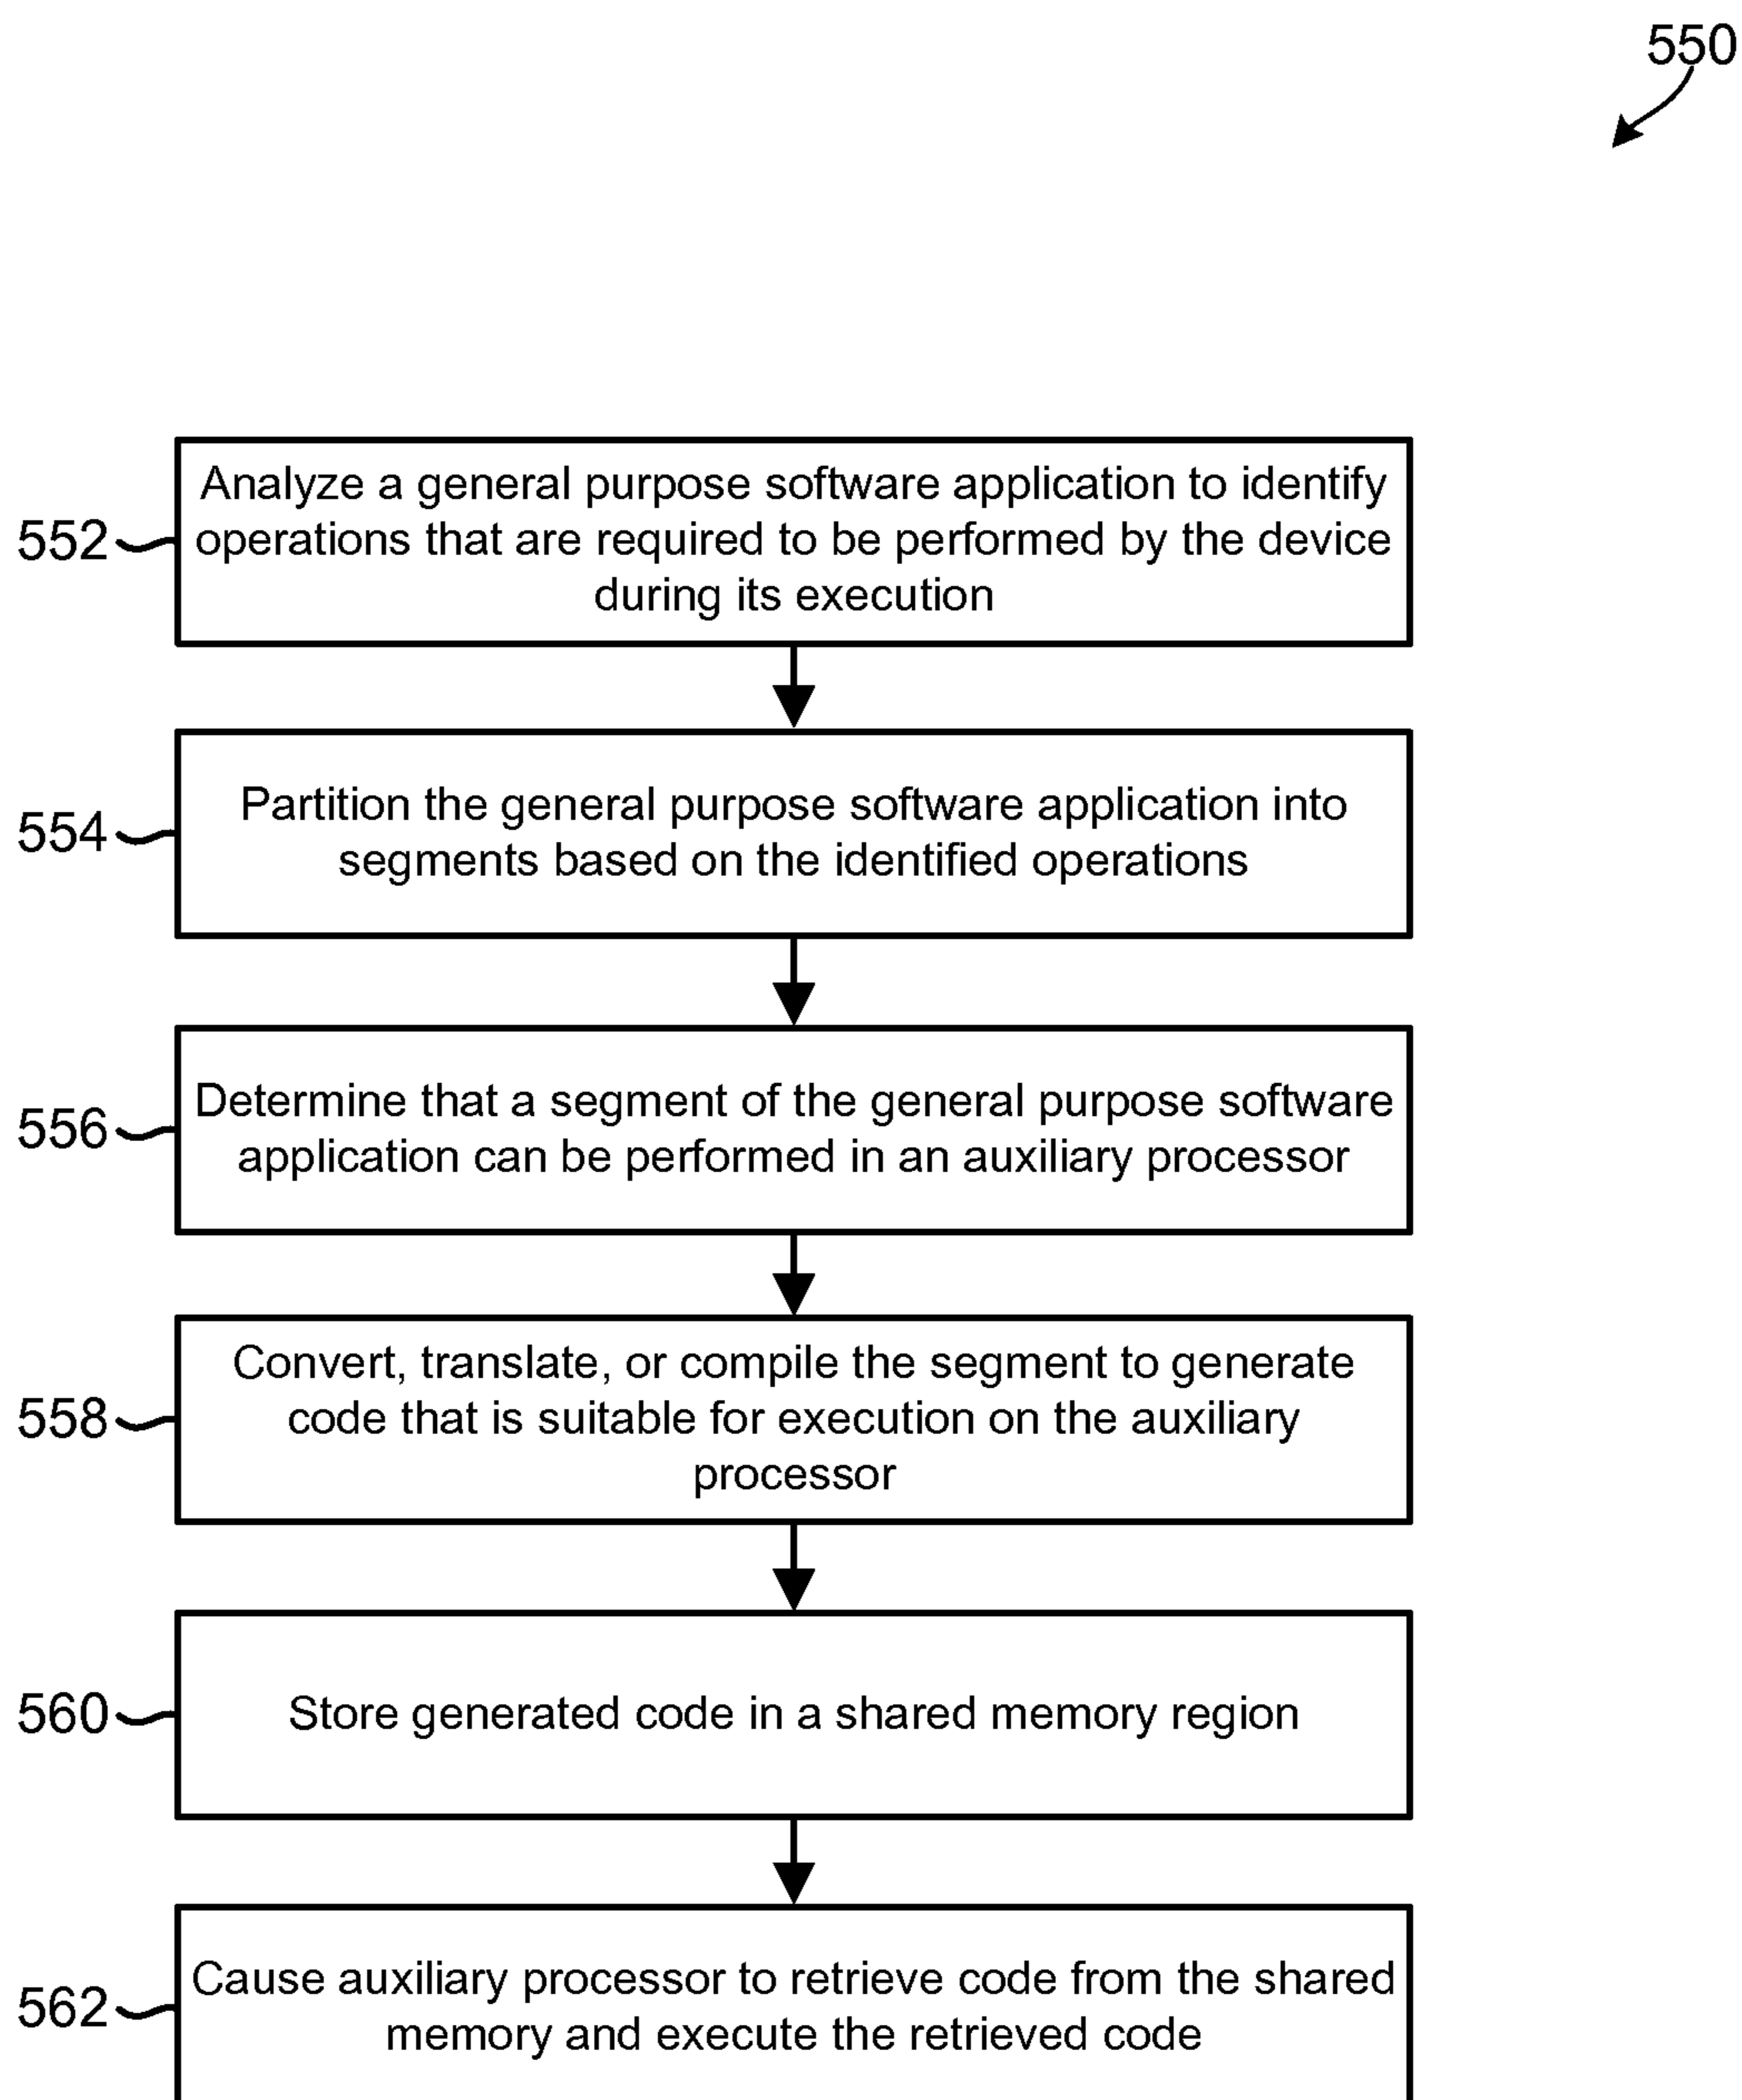 550
Analyze a general purpose software application to identify
552
operations that are required to be performed by the device
during its execution
Partition the general purpose software application into
554
segments based on the identified operations
Determine that a segment of the general purpose software
556
application can be performed in an auxiliary processor
Convert, translate, or compile the segment to generate
558
code that is suitable for execution on the auxiliary
processor
560
Store generated code in a shared memory region
Cause auxiliary processor to retrieve code from the shared
562
memory and execute the retrieved code